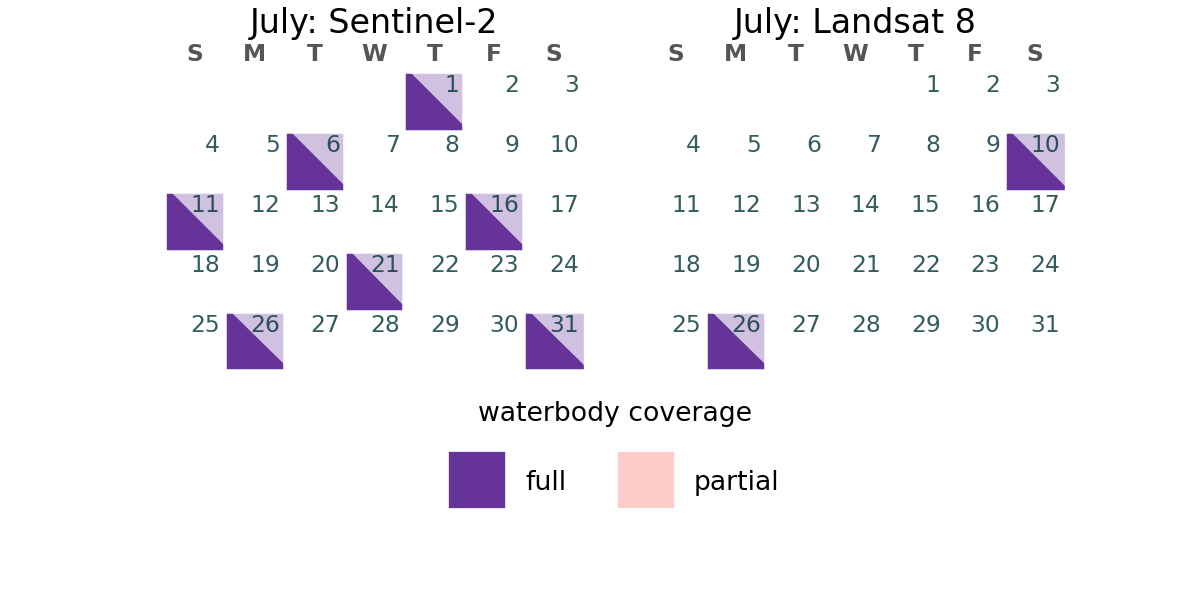 July: Sentinel-2
S M T W T F S
1 2 3
4 5 6 7 8 9 10
11 12 13 14 15 16 17
18 19 20 21 22 23 24
25 26 27 28 29 30 31
July: Landsat 8
S M T W T F S
1 2 3
4 5 6 7 8 9 10
11 12 13 14 15 16 17
18 19 20 21 22 23 24
25 26 27 28 29 30 31
waterbody coverage
full partial